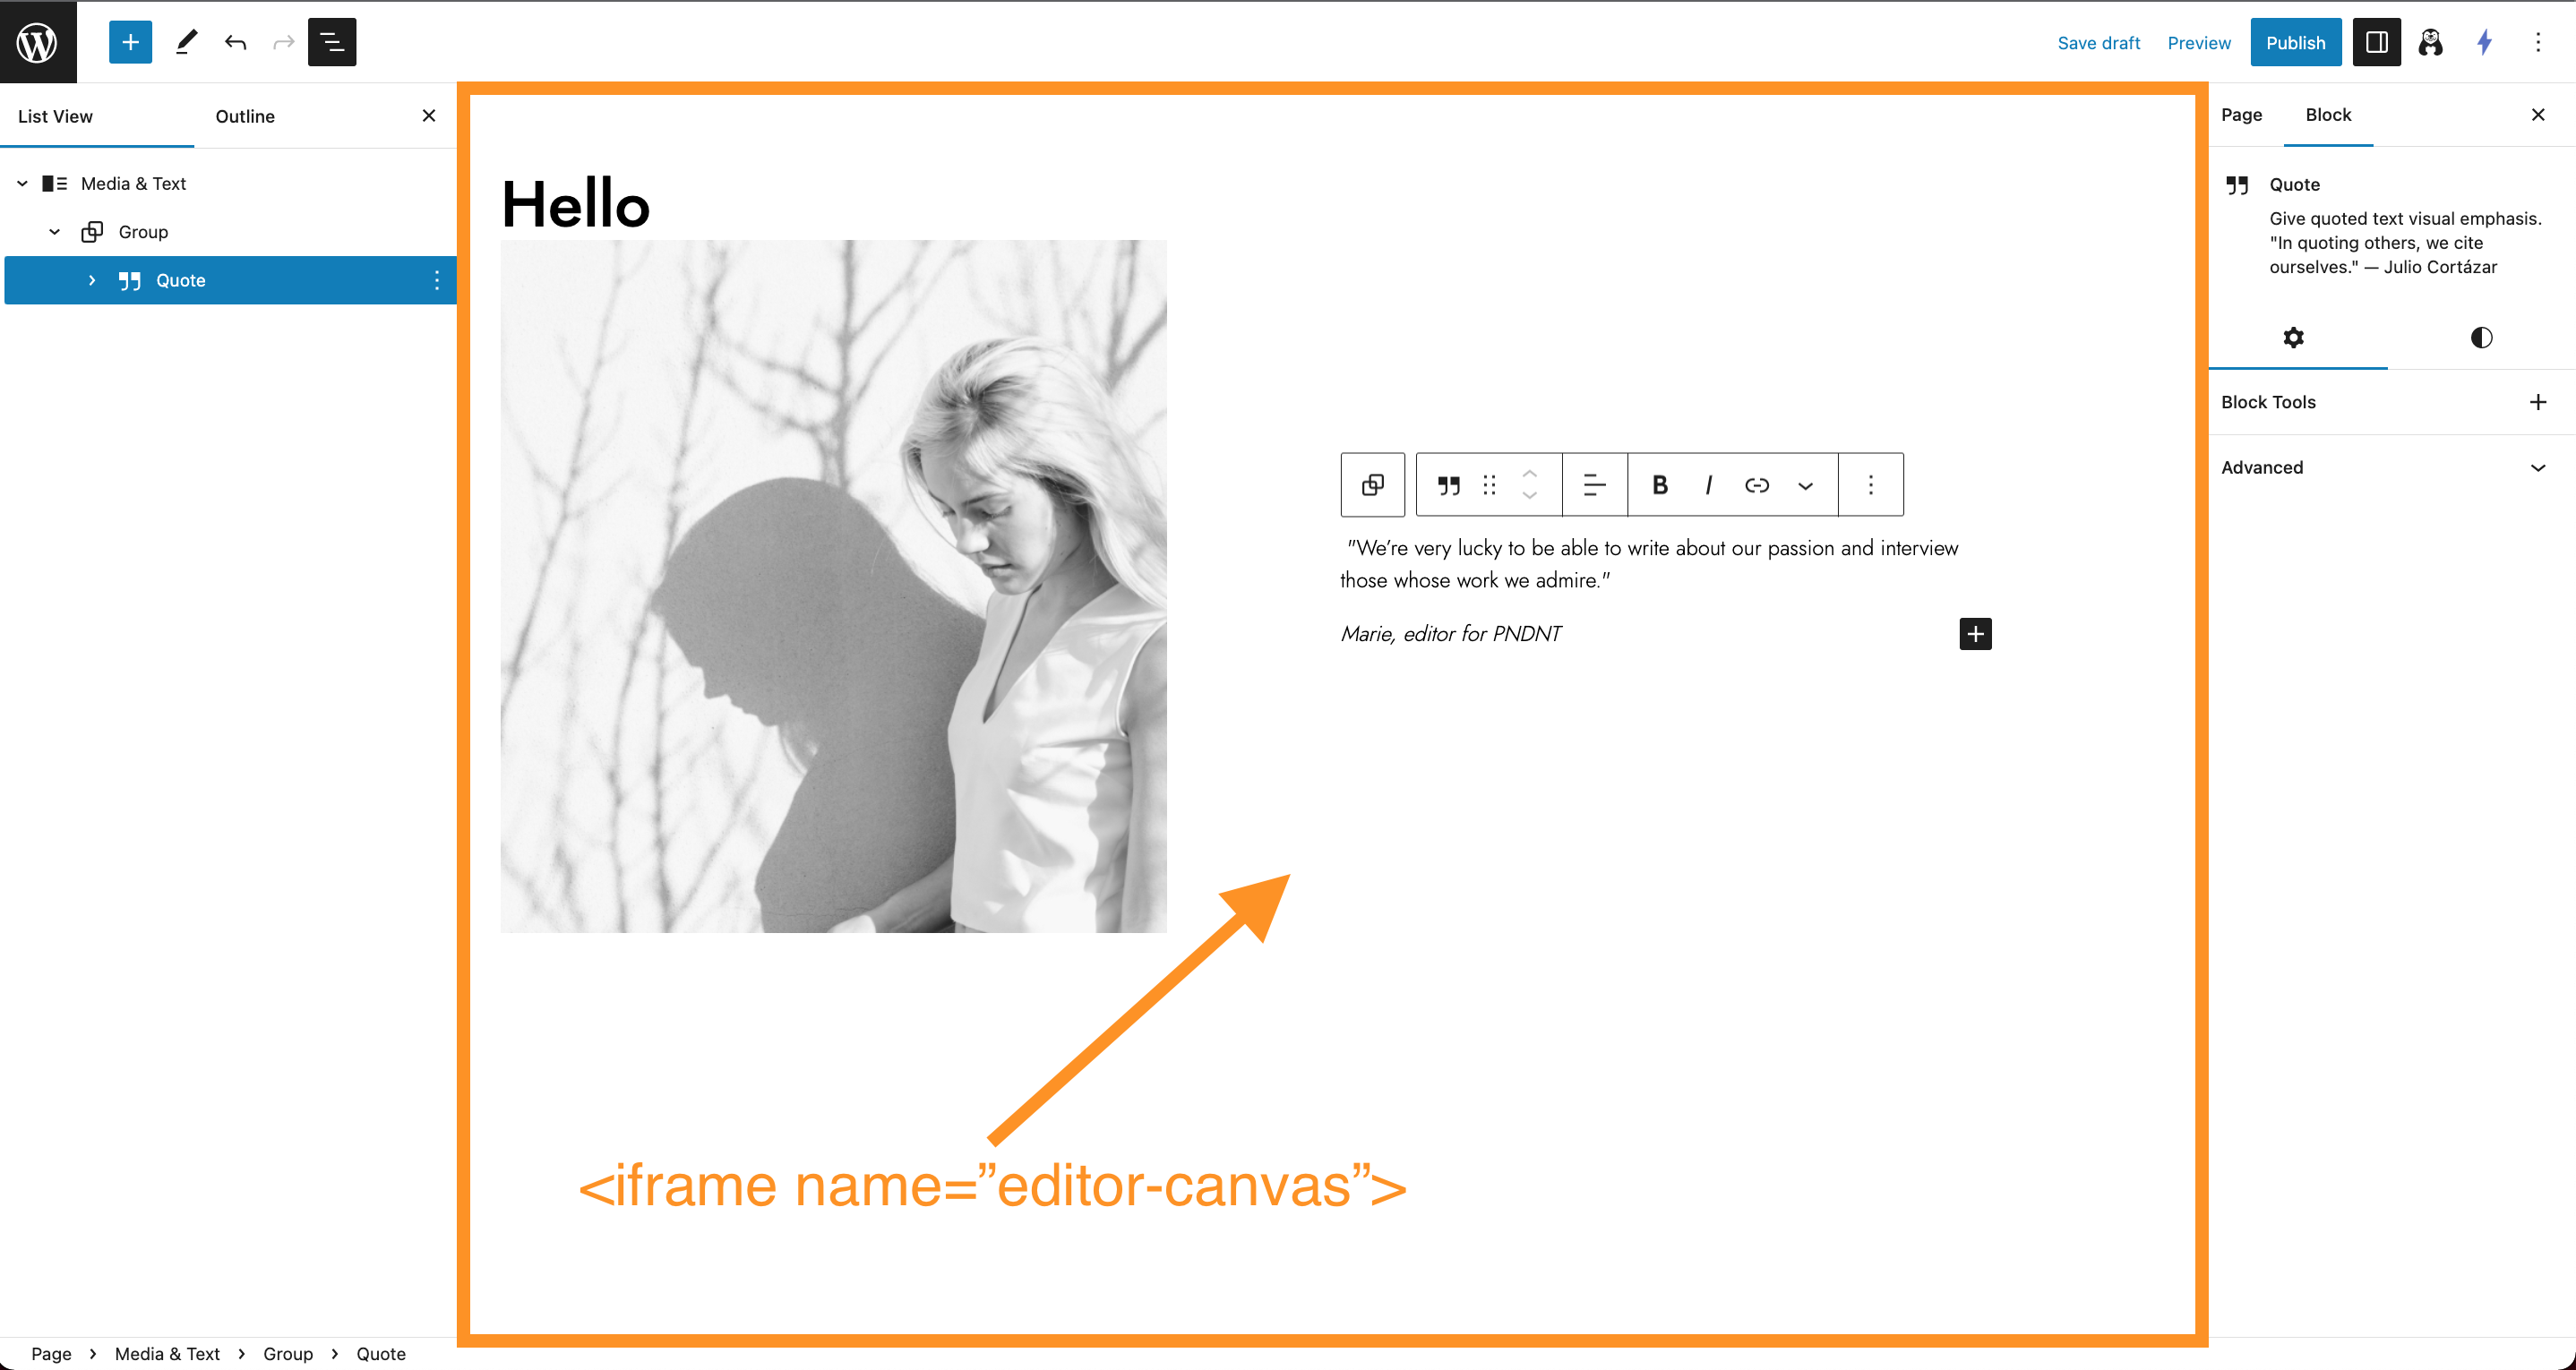 Save draft Preview Publish
List View Outline
Page Block
Media & Text
Group
Quote
Hello
"We're very lucky to be able to write about our passion and interview
those whose work we admire."
Marie, editor for PNDNT
<iframe name=”editor-canvas”>
Quote
Give quoted text visual emphasis.
"In quoting others, we cite
ourselves." — Julio Cortázar
Block Tools
Advanced
Page > Media & Text > Group > Quote